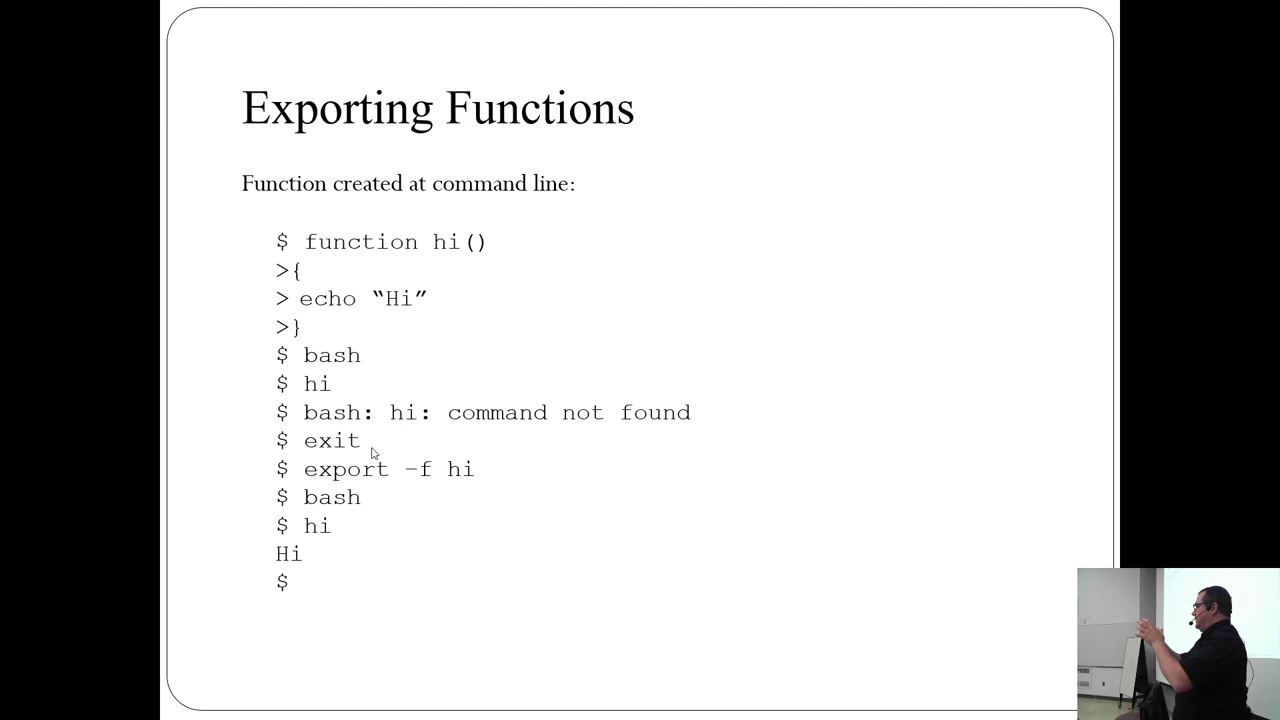 Exporting Functions
Function created at command line:
$ function hi()
>{
> echo “Hi”
>}
$ bash
$ hi
$ bash: hi: command not found
$ exit
$ export –f hi
$ bash
$ hi
Hi
$